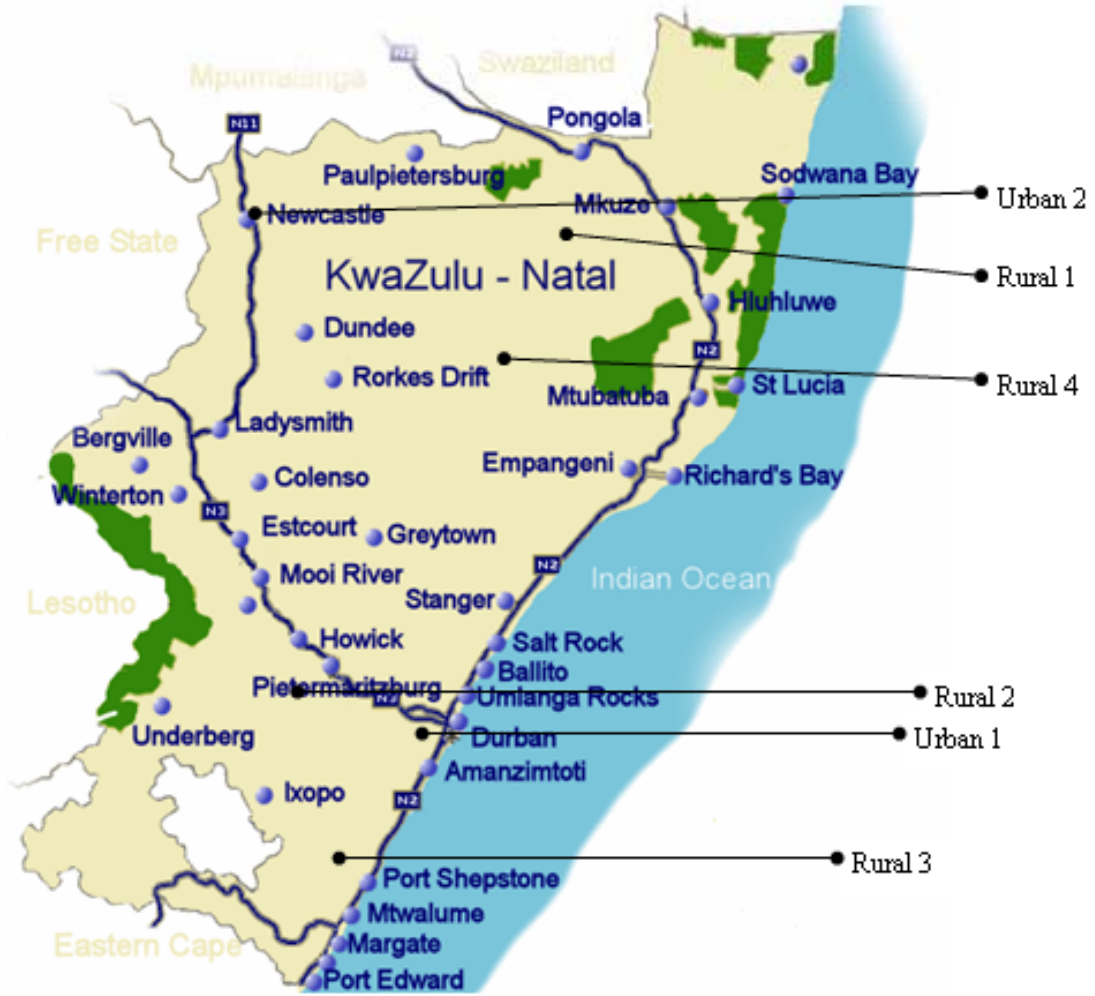 N2
Swaziland
Mpumalanga
Pongola
N11
Paulpietersburg
Sodwana Bay
Urban 2
Newcastle
Mkuze
Free State
Rural 1
KwaZulu - Natal
Hluhluwe
Dundee
N2
Rorkes Drift
St Lucia
Rural 4
Mtubatuba
Ladysmith
Bergville
Empangeni
Colenso
Richard's Bay
Winterton
N3
Estcourt
Greytown
N2
Mooi River
Indian Ocean
Lesotho
Stanger
Howick
Salt Rock
Ballito
Pietermaritzburg
Umlanga Rocks
Rural 2
Underberg
Durban
Urban 1
Amanzimtoti
Ixopo
N2
Rural 3
Port Shepstone
Mtwalume
Eastern Cape
Margate
Port Edward